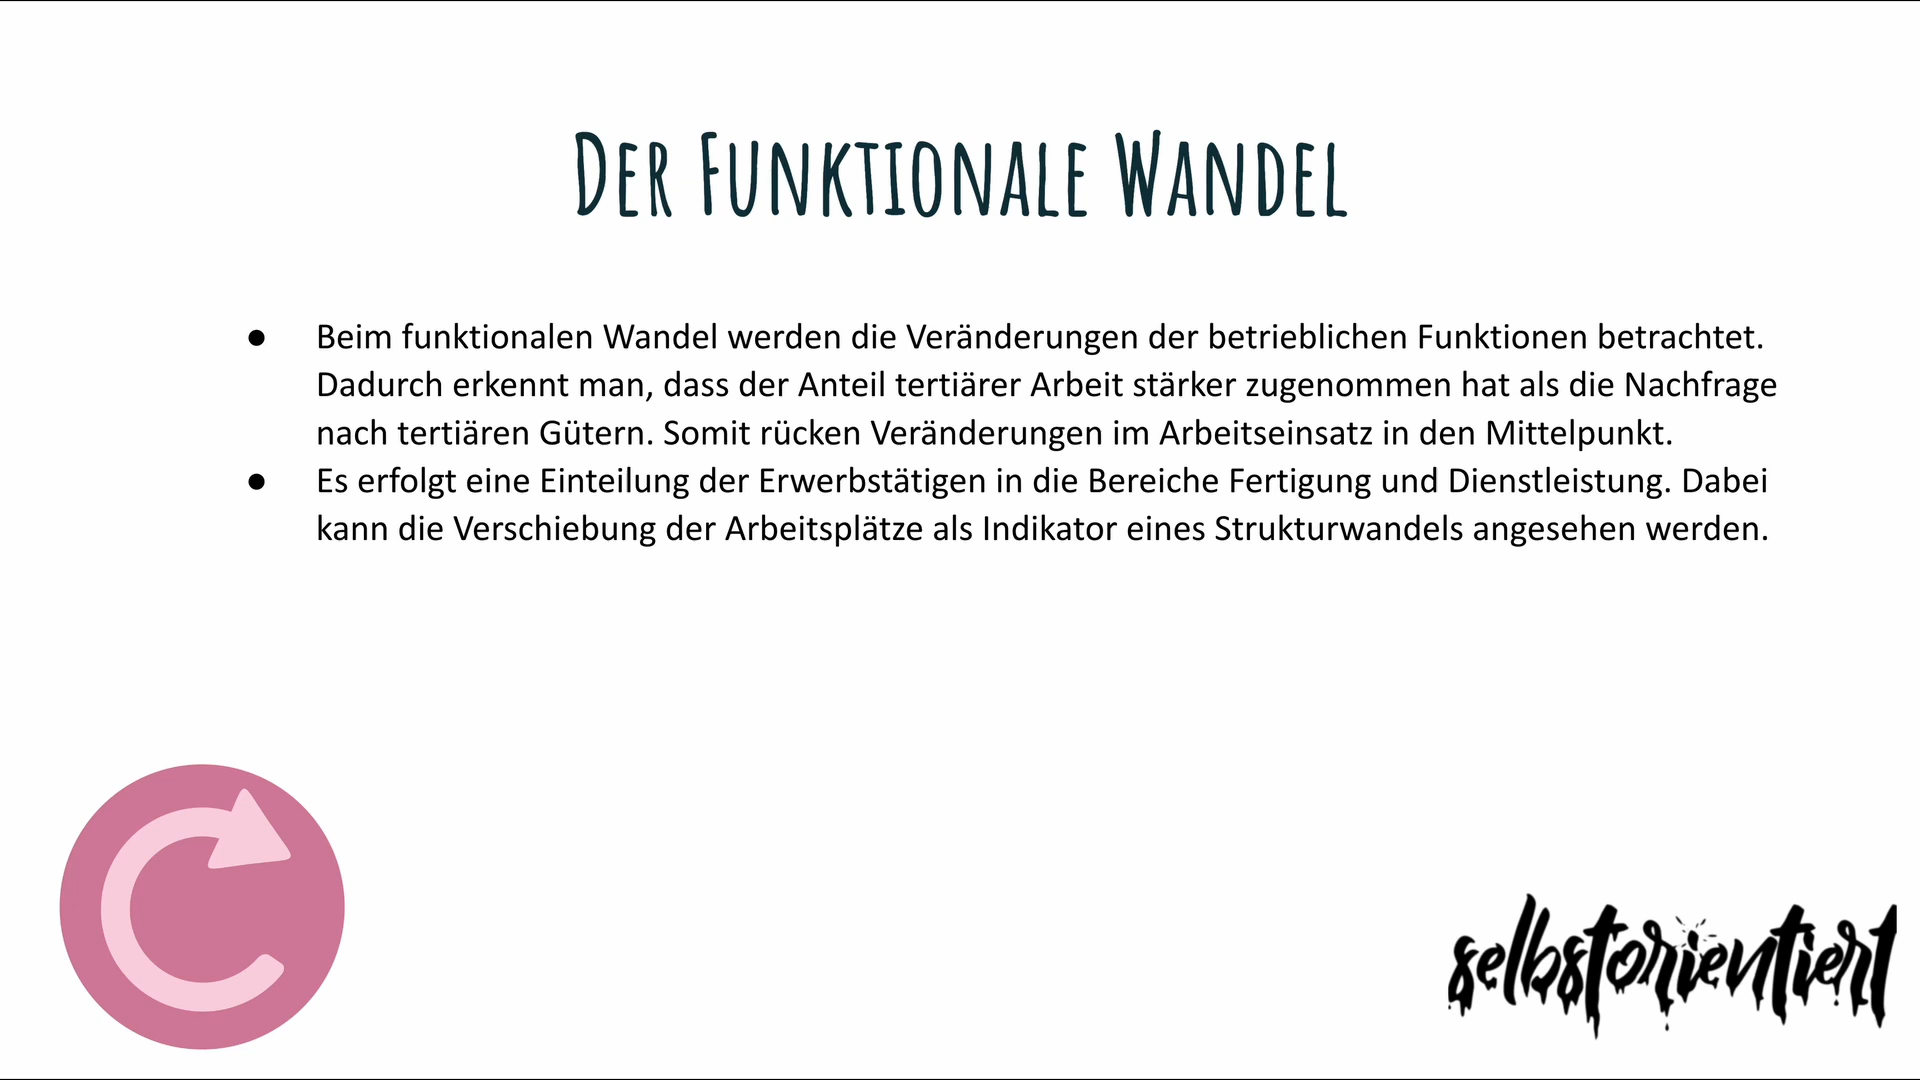 Der Funktionale Wandel
● Beim funktionalen Wandel werden die Veränderungen der betrieblichen Funktionen betrachtet.
Dadurch erkennt man, dass der Anteil tertiärer Arbeit stärker zugenommen hat als die Nachfrage
nach tertiären Gütern. Somit rücken Veränderungen im Arbeitseinsatz in den Mittelpunkt.
● Es erfolgt eine Einteilung der Erwerbstätigen in die Bereiche Fertigung und Dienstleistung. Dabei
kann die Verschiebung der Arbeitsplätze als Indikator eines Strukturwandels angesehen werden.
selbstorientiert